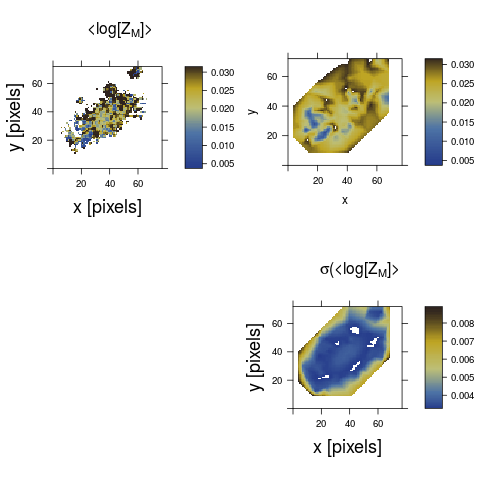 <log[Z_M]>
60
40
20
20 40 60
y [pixels]
x [pixels]
0.030
0.025
0.020
0.015
0.010
0.005
60
40
20
20 40 60
y
x
0.030
0.025
0.020
0.015
0.010
0.005
σ(<log[Z_M]>
60
40
20
20 40 60
y [pixels]
x [pixels]
0.008
0.007
0.006
0.005
0.004